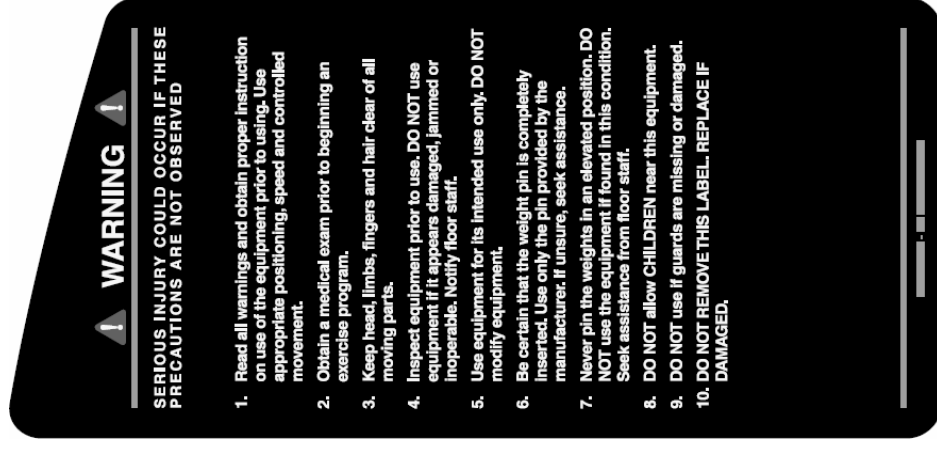 WARNING
SERIOUS INJURY COULD OCCUR IF THESE
PRECAUTIONS ARE NOT OBSERVED
1. Read all warnings and obtain proper instruction
on use of the equipment prior to using. Use
appropriate positioning, speed and controlled
movement.
2. Obtain a medical exam prior to beginning an
exercise program.
3. Keep head, limbs, fingers and hair clear of all
moving parts.
4. Inspect equipment prior to use. DO NOT use
equipment if it appears damaged, jammed or
inoperable. Notify floor staff.
5. Use equipment for its intended use only. DO NOT
modify equipment.
6. Be certain that the weight pin is completely
inserted. Use only the pin provided by the
manufacturer. If unsure, seek assistance.
7. Never pin the weights in an elevated position. DO
NOT use the equipment if found in this condition.
Seek assistance from floor staff.
8. DO NOT allow CHILDREN near this equipment.
9. DO NOT use if guards are missing or damaged.
10. DO NOT REMOVE THIS LABEL. REPLACE IF
DAMAGED.